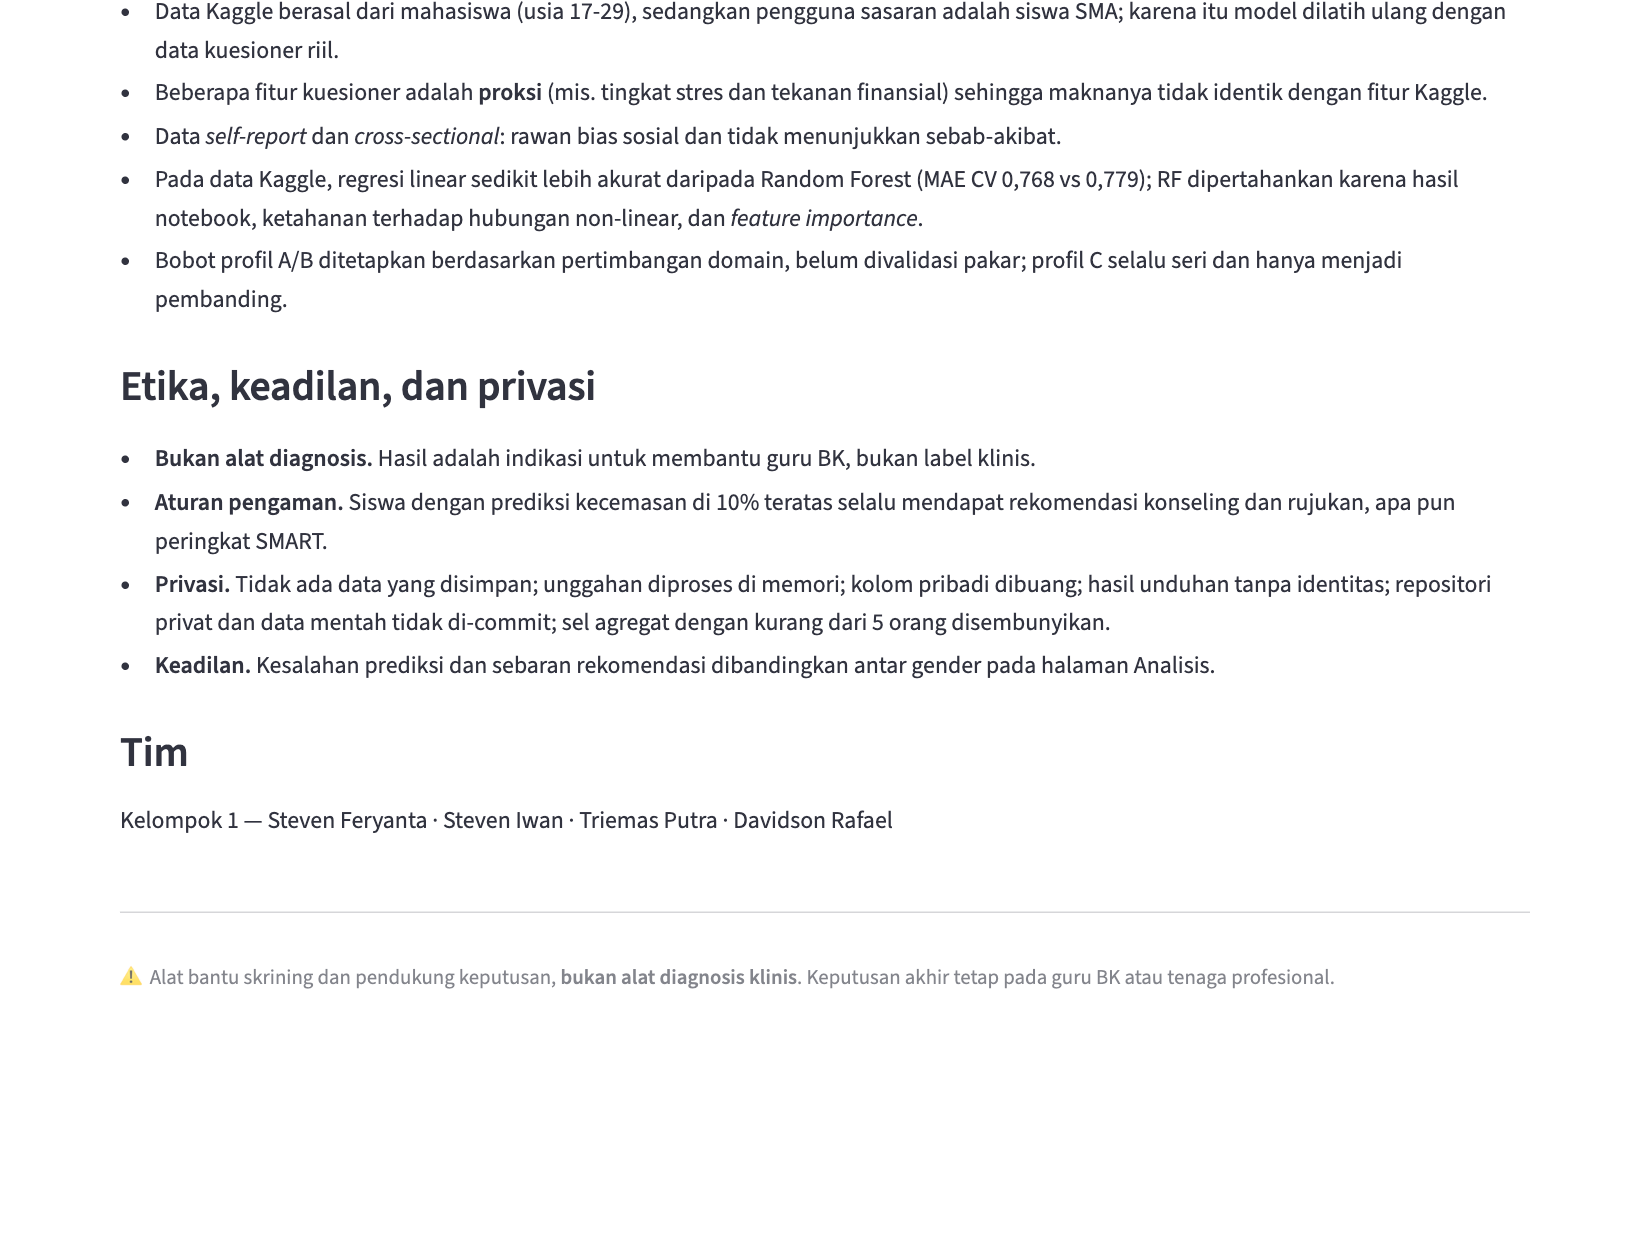 • Data Kaggle berasal dari mahasiswa (usia 17-29), sedangkan pengguna sasaran adalah siswa SMA; karena itu model dilatih ulang dengan
data kuesioner riil.
• Beberapa fitur kuesioner adalah proksi (mis. tingkat stres dan tekanan finansial) sehingga maknanya tidak identik dengan fitur Kaggle.
• Data self-report dan cross-sectional: rawan bias sosial dan tidak menunjukkan sebab-akibat.
• Pada data Kaggle, regresi linear sedikit lebih akurat daripada Random Forest (MAE CV 0,768 vs 0,779); RF dipertahankan karena hasil
notebook, ketahanan terhadap hubungan non-linear, dan feature importance.
• Bobot profil A/B ditetapkan berdasarkan pertimbangan domain, belum divalidasi pakar; profil C selalu seri dan hanya menjadi
pembanding.
Etika, keadilan, dan privasi
• Bukan alat diagnosis. Hasil adalah indikasi untuk membantu guru BK, bukan label klinis.
• Aturan pengaman. Siswa dengan prediksi kecemasan di 10% teratas selalu mendapat rekomendasi konseling dan rujukan, apa pun
peringkat SMART.
• Privasi. Tidak ada data yang disimpan; unggahan diproses di memori; kolom pribadi dibuang; hasil unduhan tanpa identitas; repositori
privat dan data mentah tidak di-commit; sel agregat dengan kurang dari 5 orang disembunyikan.
• Keadilan. Kesalahan prediksi dan sebaran rekomendasi dibandingkan antar gender pada halaman Analisis.
Tim
Kelompok 1 — Steven Feryanta · Steven Iwan · Triemas Putra · Davidson Rafael
⚠️ Alat bantu skrining dan pendukung keputusan, bukan alat diagnosis klinis. Keputusan akhir tetap pada guru BK atau tenaga profesional.